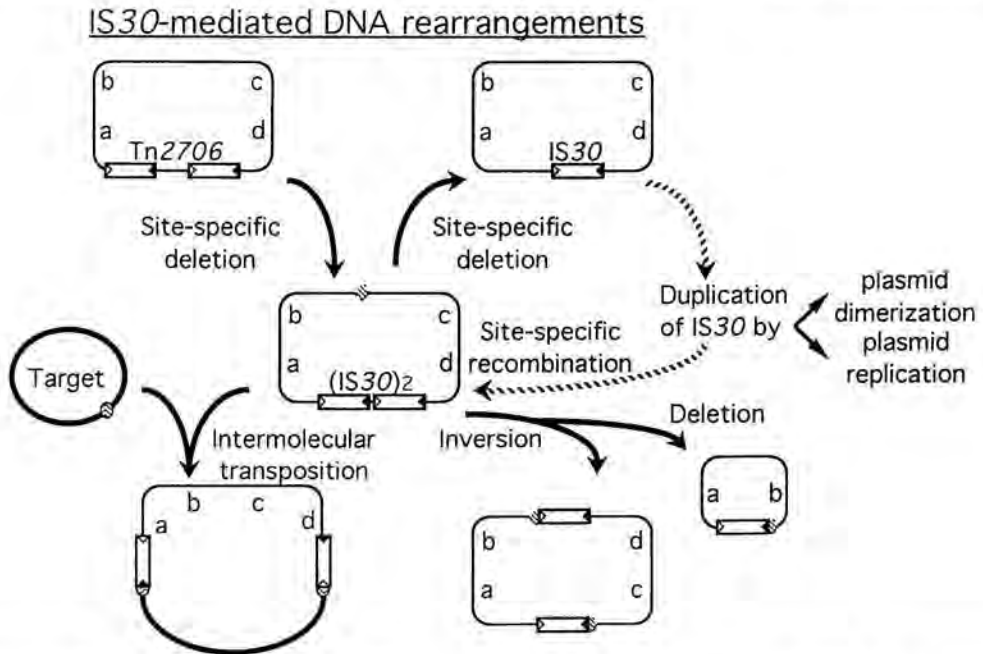 IS30-mediated DNA rearrangements
b c
a d
Tn2706
b c
a d
IS30
Site-specific
deletion
Site-specific
deletion
Duplication
of IS30 by
plasmid
dimerization
plasmid
replication
b c
a d
(IS30)2
Site-specific
recombination
Target
Intermolecular
transposition
Inversion
Deletion
a b
b c
a d
b d
a c